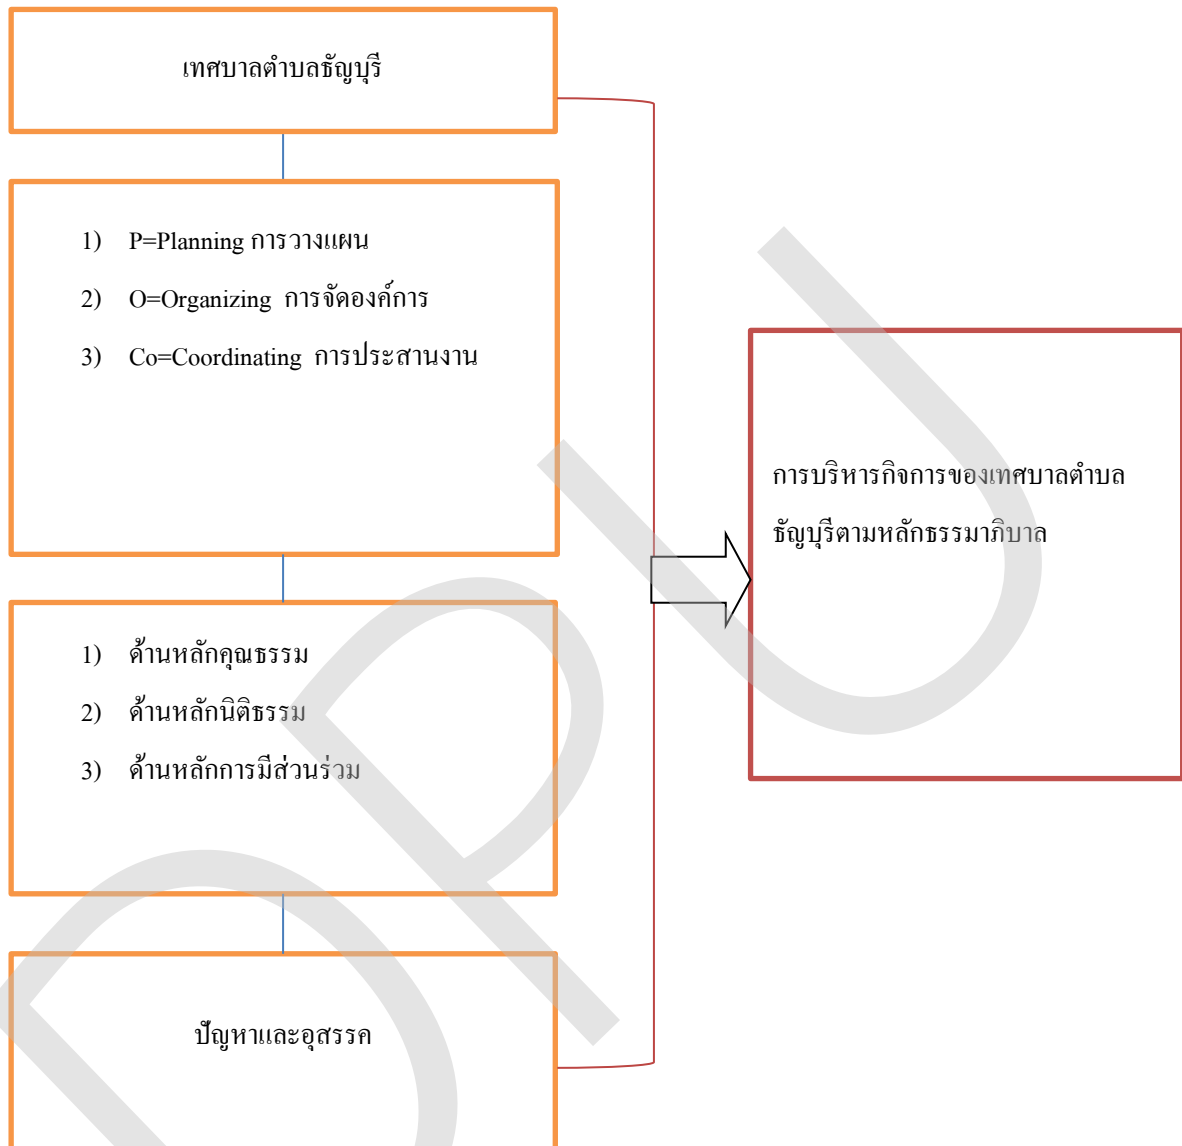 เทศบาลตำบลธัญบุรี
1) P=Planning การวางแผน
2) O=Organizing การจัดองค์การ
3) Co=Coordinating การประสานงาน
การบริหารกิจการของเทศบาลตำบล
ธัญบุรีตามหลักธรรมาภิบาล
1) ด้านหลักคุณธรรม
2) ด้านหลักนิติธรรม
3) ด้านหลักการมีส่วนร่วม
ปัญหาและอุสรรค
DPU